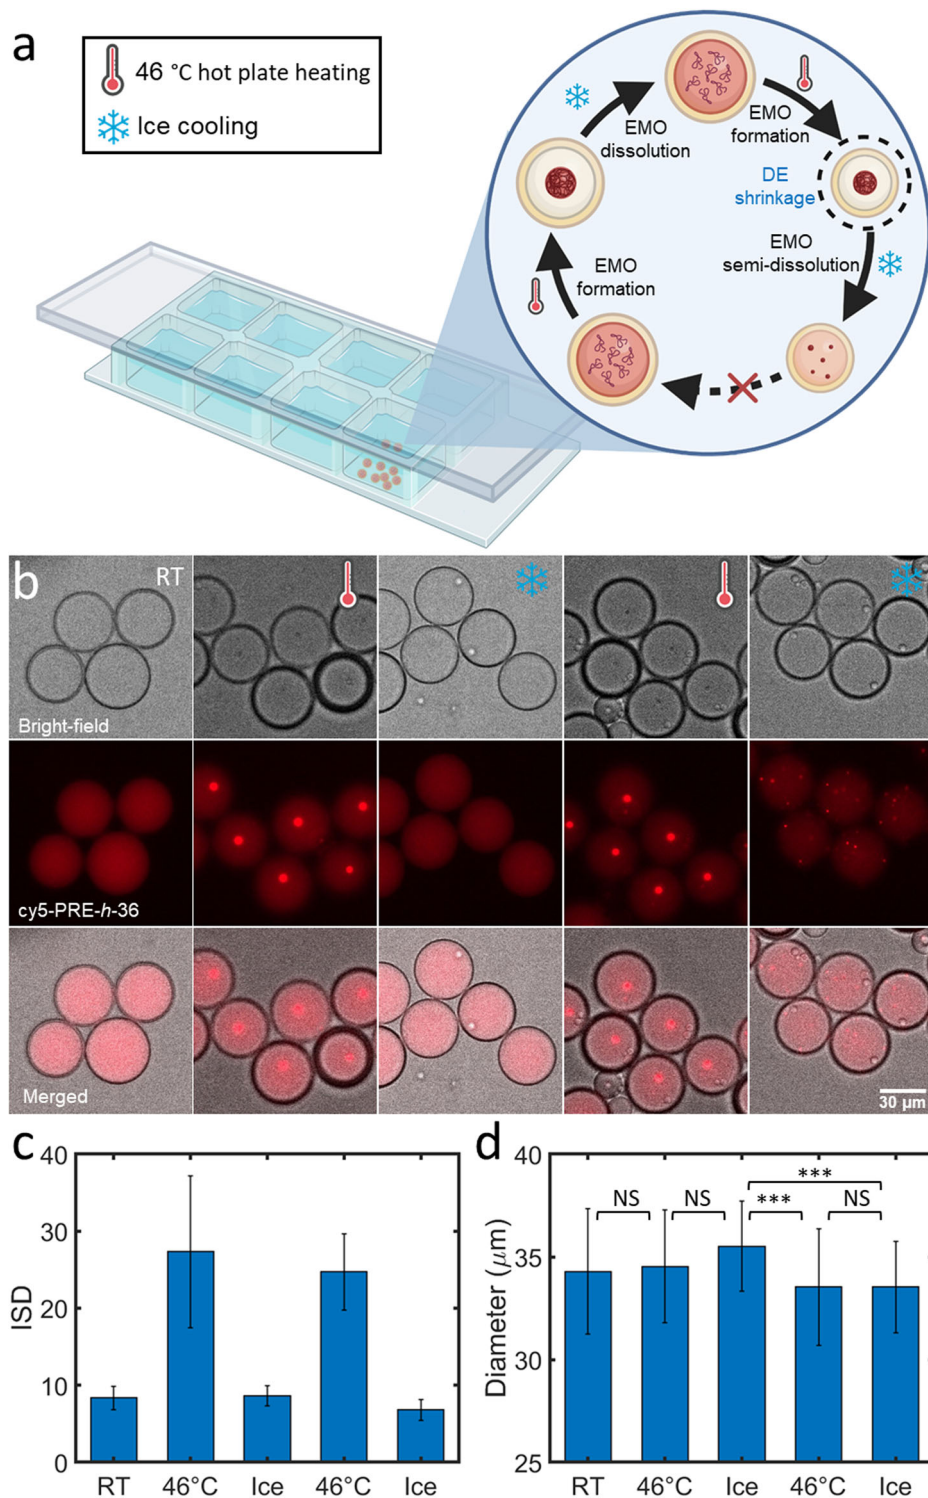 a
46 °C hot plate heating
Ice cooling
EMO
dissolution
EMO
formation
DE
shrinkage
EMO
semi-dissolution
EMO
formation
b
RT
Bright-field
cy5-PRE-h-36
Merged
30 µm
c
40
30
20
10
0
ISD
RT
46°C
Ice
46°C
Ice
d
40
35
30
25
Diameter (μm)
NS
NS
***
***
NS
RT
46°C
Ice
46°C
Ice